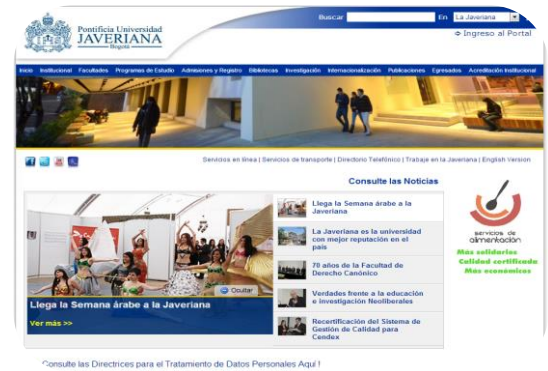 Buscar En La Javeriana
Pontificia Universidad
JAVERIANA
Bogotá
Ingreso al Portal
Inicio Institucional Facultades Programas de Estudio Admisiones y Registro Bibliotecas Investigación Internacionalización Publicaciones Egresados Acreditación Institucional
Servicios en línea | Servicios de transporte | Directorio Telefónico | Trabaje en la Javeriana | English Version
Consulte las Noticias
Llega la Semana árabe a la
Javeriana
La Javeriana es la universidad
con mejor reputación en el
país
70 años de la Facultad de
Derecho Canónico
Verdades frente a la educación
e investigación Neoliberales
Recertificación del Sistema de
Gestión de Calidad para
Cendex
Ocultar
Llega la Semana árabe a la Javeriana
Ver más >>
servicios de
alimentación
Más solidarios
Calidad certificada
Más económicos
Consulte las Directrices para el Tratamiento de Datos Personales Aquí !